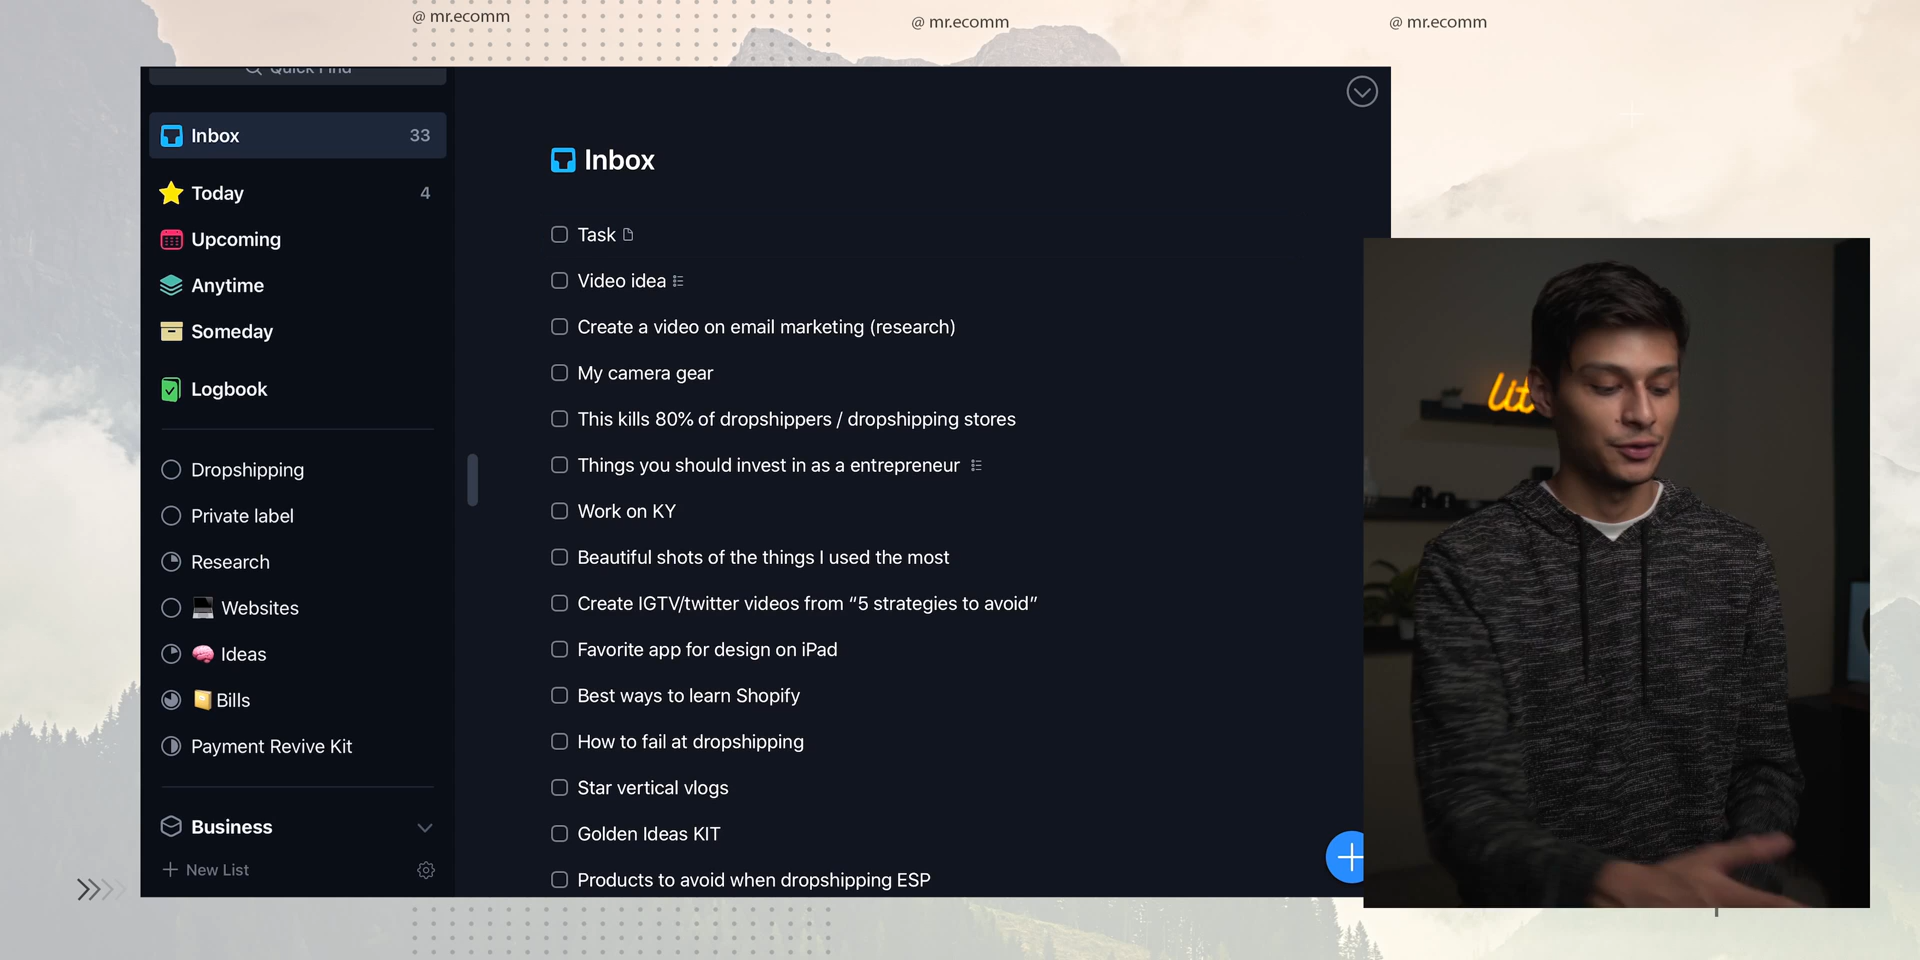 @ mr.ecomm
@ mr.ecomm
@ mr.ecomm
Quick Find
Inbox 33
Today 4
Upcoming
Anytime
Someday
Logbook
Dropshipping
Private label
Research
Websites
Ideas
Bills
Payment Revive Kit
Business
New List
Inbox
Task
Video idea
Create a video on email marketing (research)
My camera gear
This kills 80% of dropshippers / dropshipping stores
Things you should invest in as a entrepreneur
Work on KY
Beautiful shots of the things I used the most
Create IGTV/twitter videos from “5 strategies to avoid”
Favorite app for design on iPad
Best ways to learn Shopify
How to fail at dropshipping
Star vertical vlogs
Golden Ideas KIT
Products to avoid when dropshipping ESP